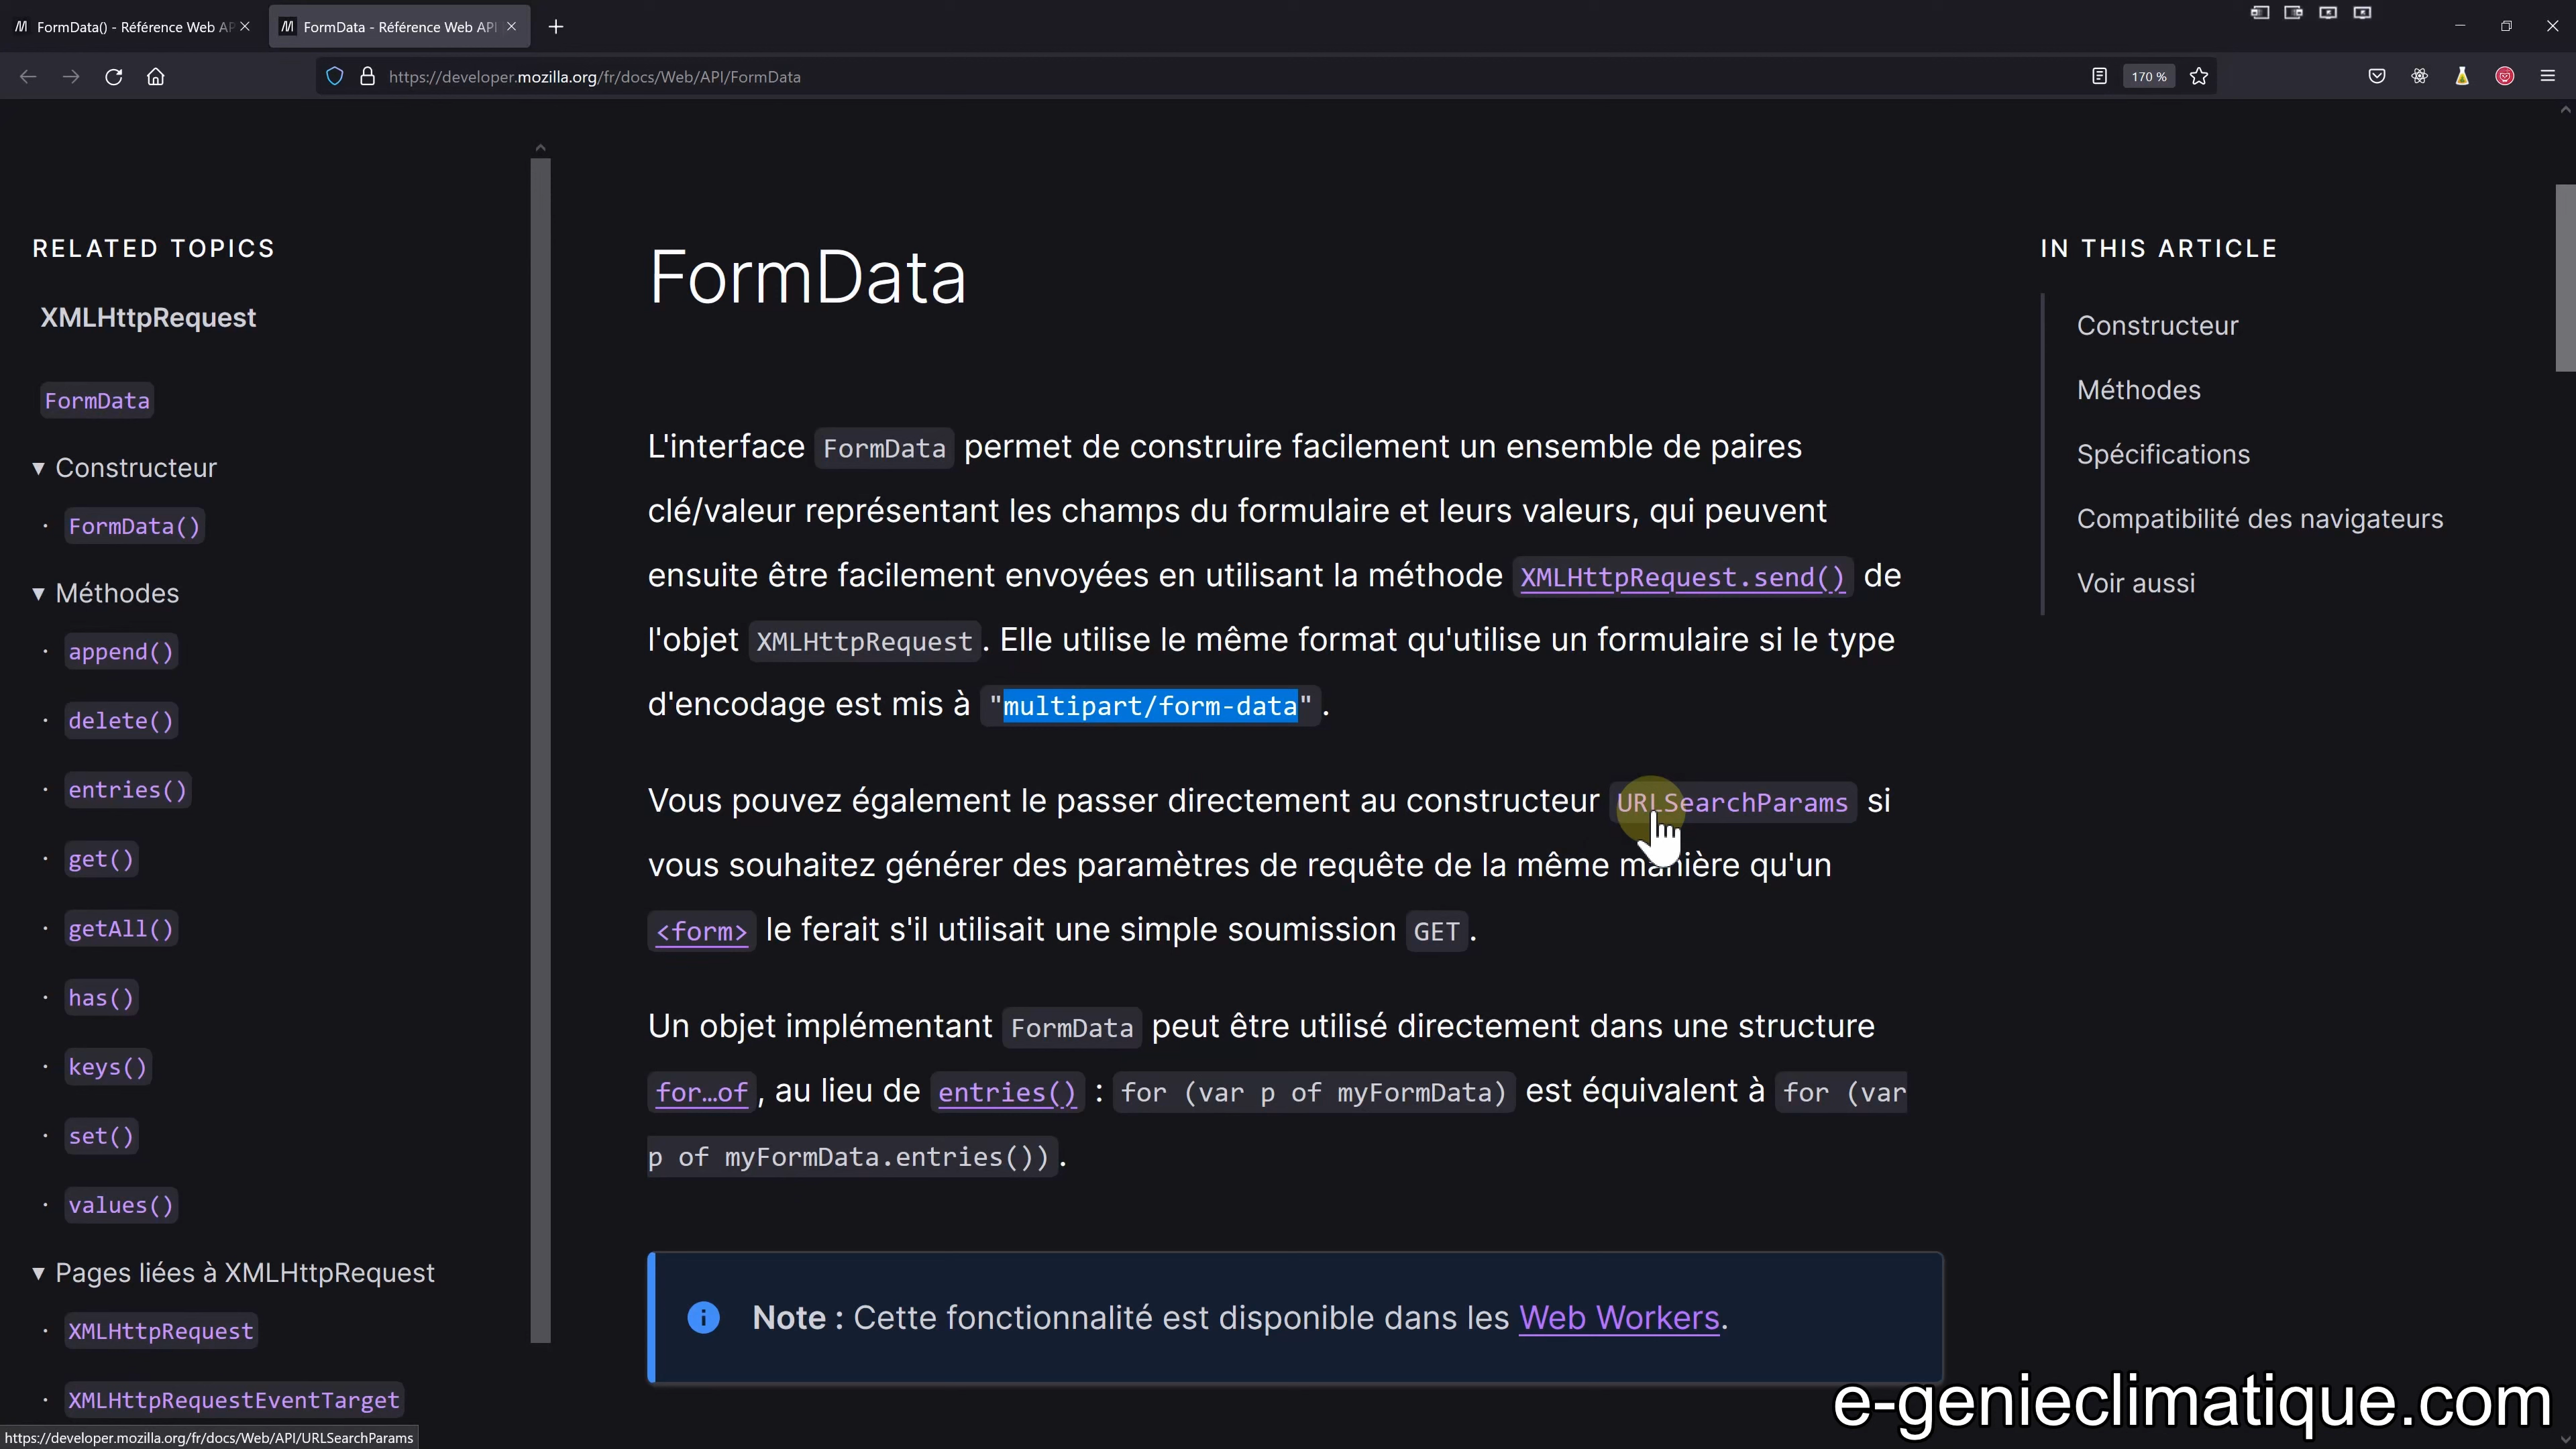 FormData() - Référence Web AP
FormData - Référence Web API
https://developer.mozilla.org/fr/docs/Web/API/FormData
170 %
RELATED TOPICS
XMLHttpRequest
FormData
Constructeur
FormData()
Méthodes
append()
delete()
entries()
get()
getAll()
has()
keys()
set()
values()
Pages liées à XMLHttpRequest
XMLHttpRequest
XMLHttpRequestEventTarget
FormData
L'interface FormData permet de construire facilement un ensemble de paires
clé/valeur représentant les champs du formulaire et leurs valeurs, qui peuvent
ensuite être facilement envoyées en utilisant la méthode XMLHttpRequest.send() de
l'objet XMLHttpRequest. Elle utilise le même format qu'utilise un formulaire si le type
d'encodage est mis à "multipart/form-data".
Vous pouvez également le passer directement au constructeur URLSearchParams si
vous souhaitez générer des paramètres de requête de la même manière qu'un
<form> le ferait s'il utilisait une simple soumission GET.
Un objet implémentant FormData peut être utilisé directement dans une structure
for…of, au lieu de entries() : for (var p of myFormData) est équivalent à for (var
p of myFormData.entries()).
Note : Cette fonctionnalité est disponible dans les Web Workers.
IN THIS ARTICLE
Constructeur
Méthodes
Spécifications
Compatibilité des navigateurs
Voir aussi
e-genieclimatique.com
https://developer.mozilla.org/fr/docs/Web/API/URLSearchParams